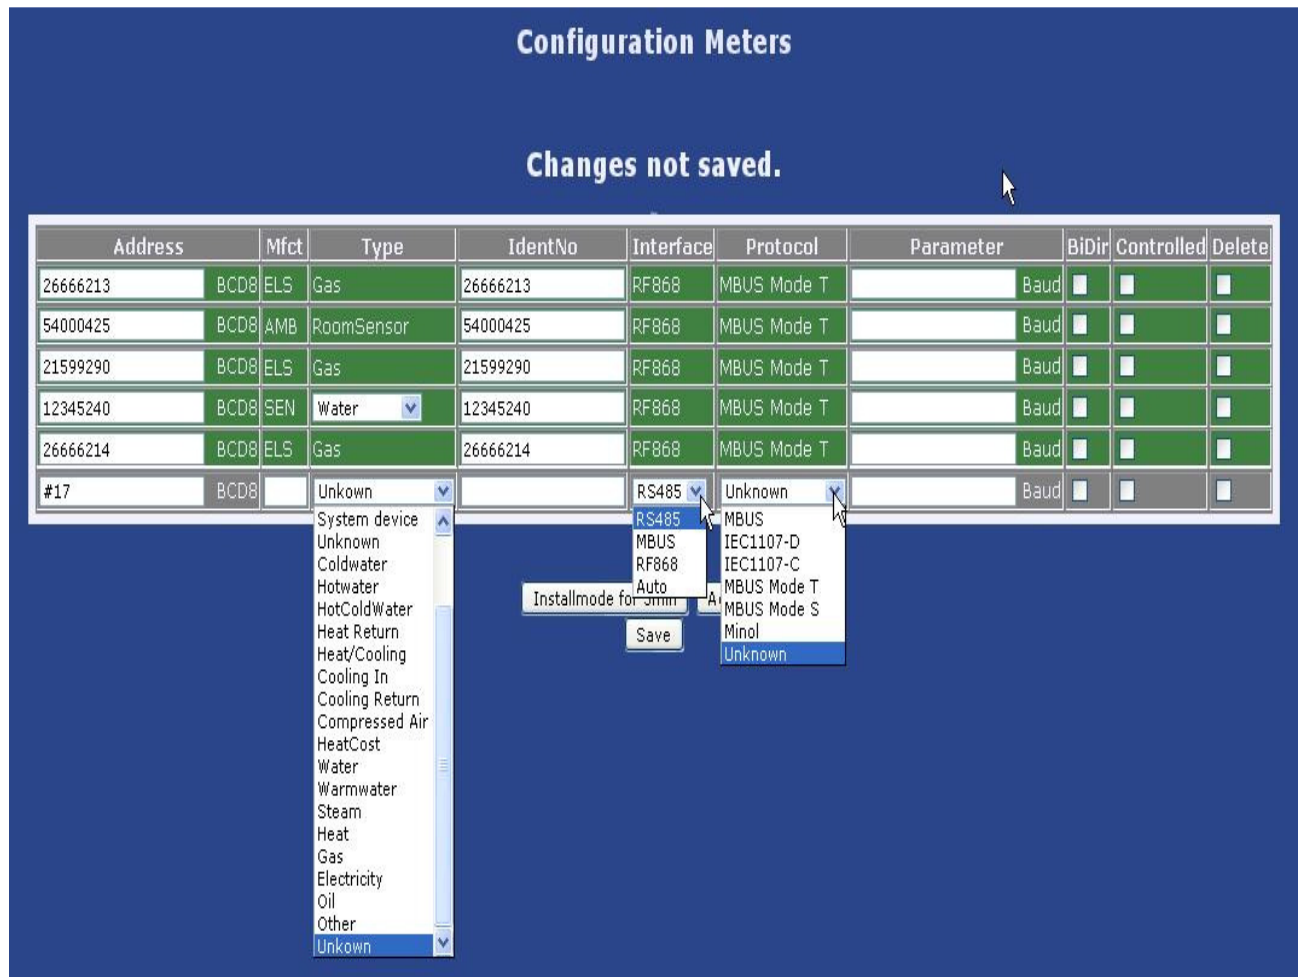 Configuration Meters
Changes not saved.
Address Mfct Type IdentNo Interface Protocol Parameter BiDir Controlled Delete
26666213 BCD8 ELS Gas 26666213 RF868 MBUS Mode T Baud
54000425 BCD8 AMB RoomSensor 54000425 RF868 MBUS Mode T Baud
21599290 BCD8 ELS Gas 21599290 RF868 MBUS Mode T Baud
12345240 BCD8 SEN Water 12345240 RF868 MBUS Mode T Baud
26666214 BCD8 ELS Gas 26666214 RF868 MBUS Mode T Baud
#17 BCD8 Unkown RS485 Unknown Baud
System device RS485 MBUS
Unknown MBUS IEC1107-D
Coldwater RF868 IEC1107-C
Hotwater Auto MBUS Mode T
HotColdWater Installmode for MBUS Mode S
Heat Return Save Minol
Heat/Cooling Unknown
Cooling In
Cooling Return
Compressed Air
HeatCost
Water
Warmwater
Steam
Heat
Gas
Electricity
Oil
Other
Unkown